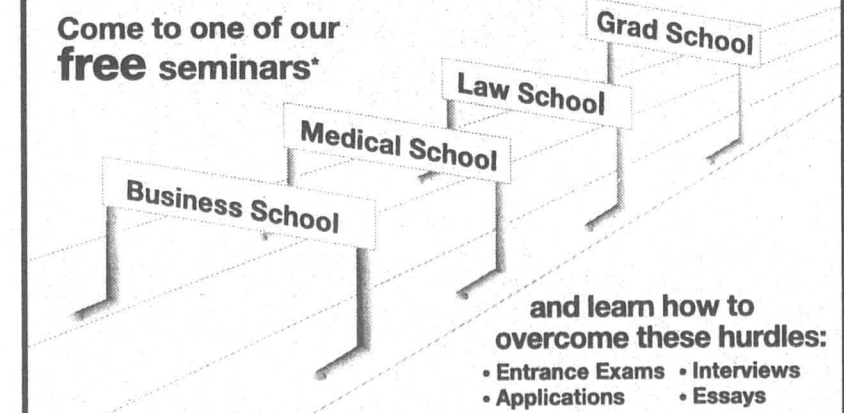 Come to one of our
free seminars*
Grad School
Law School
Medical School
Business School
and learn how to
overcome these hurdles:
• Entrance Exams • Interviews
• Applications • Essays